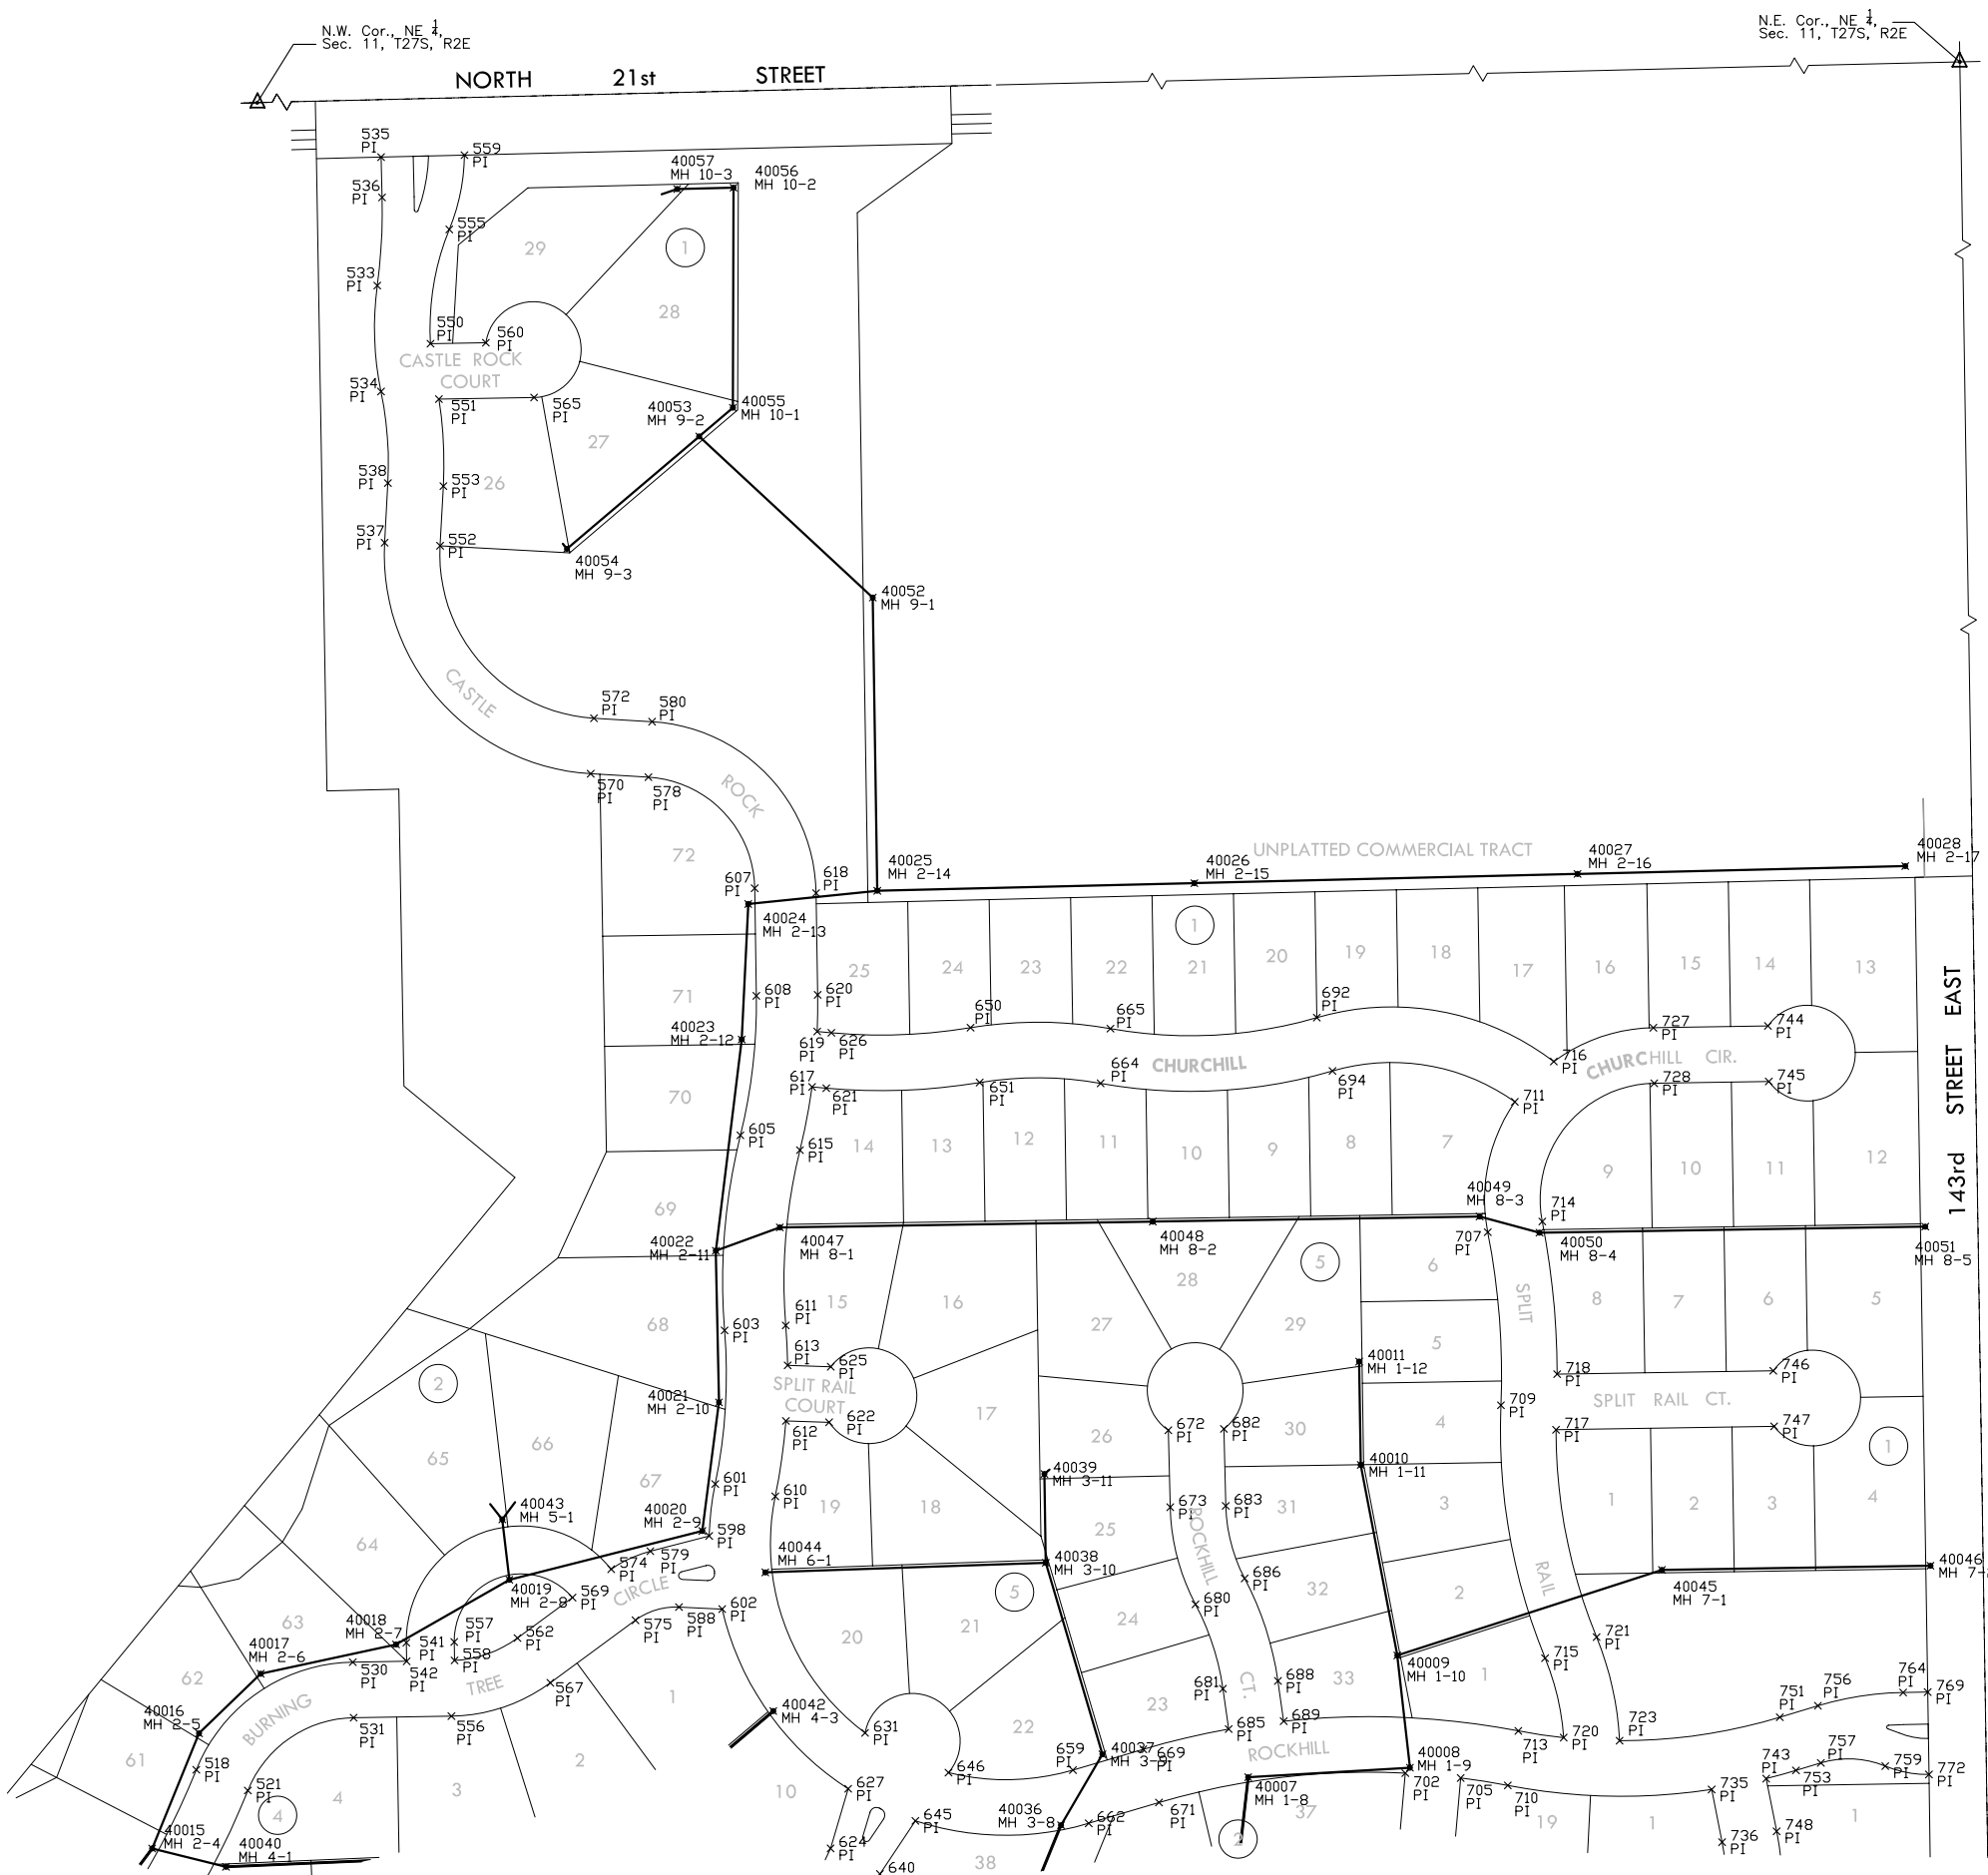 N.W. Cor., NE 1/4,
Sec. 11, T27S, R2E
N.E. Cor., NE 1/4,
Sec. 11, T27S, R2E
NORTH 21st STREET
535
PI
559
PI
40057
MH 10-3
40056
MH 10-2
536
PI
555
PI
29
1
533
PI
28
550
PI
560
PI
CASTLE ROCK
COURT
534
PI
551
PI
565
PI
40053
MH 9-2
40055
MH 10-1
27
538
PI
553
PI
26
537
PI
552
PI
40054
MH 9-3
40052
MH 9-1
CASTLE
572
PI
580
PI
570
PI
578
PI
ROCK
72
607
PI
618
PI
40025
MH 2-14
40026
MH 2-15
UNPLATTED COMMERCIAL TRACT
40027
MH 2-16
40028
MH 2-17
40024
MH 2-13
1
25
24
23
22
21
20
19
18
17
16
15
14
13
71
608
PI
620
PI
40023
MH 2-12
619
PI
626
PI
650
PI
665
PI
692
PI
727
PI
744
PI
716
PI
CHURCHILL
CHURCHILL CIR.
143rd STREET EAST
70
617
PI
621
PI
651
PI
664
PI
694
PI
711
PI
728
PI
745
PI
605
PI
615
PI
14
13
12
11
10
9
8
7
9
10
11
12
69
40022
MH 2-11
40047
MH 8-1
40048
MH 8-2
40049
MH 8-3
707
PI
714
PI
40050
MH 8-4
40051
MH 8-5
68
603
PI
611
PI
15
16
27
28
29
5
6
SPLIT
8
7
6
5
613
PI
625
PI
SPLIT RAIL
COURT
40011
MH 1-12
5
718
PI
746
PI
2
40021
MH 2-10
612
PI
622
PI
17
26
672
PI
682
PI
30
4
709
PI
SPLIT RAIL CT.
717
PI
747
PI
1
65
66
67
601
PI
610
PI
19
18
40039
MH 3-11
40010
MH 1-11
673
PI
683
PI
31
3
1
2
3
4
40043
MH 5-1
40020
MH 2-9
598
PI
25
ROCKHILL
64
574
PI
579
PI
CIRCLE
40044
MH 6-1
40038
MH 3-10
686
PI
32
2
RAIL
40045
MH 7-1
40046
MH 7-2
40019
MH 2-8
569
PI
602
PI
5
63
40018
MH 2-7
557
PI
562
PI
575
PI
588
PI
20
21
24
680
PI
721
PI
40017
MH 2-6
541
PI
558
PI
530
PI
542
PI
62
BURNING
TREE
567
PI
1
681
PI
CT.
688
PI
33
40009
MH 1-10
1
715
PI
764
PI
769
PI
40016
MH 2-5
531
PI
556
PI
40042
MH 4-3
631
PI
22
23
685
PI
689
PI
713
PI
720
PI
723
PI
751
PI
756
PI
61
518
PI
521
PI
4
4
3
2
10
646
PI
659
PI
40037
MH 3-9
669
PI
ROCKHILL
40008
MH 1-9
702
PI
743
PI
757
PI
753
PI
759
PI
772
PI
627
PI
645
PI
40036
MH 3-8
662
PI
671
PI
40007
MH 1-8
37
705
PI
710
PI
19
735
PI
1
1
40015
MH 2-4
40040
MH 4-1
624
PI
38
2
736
PI
748
PI
640